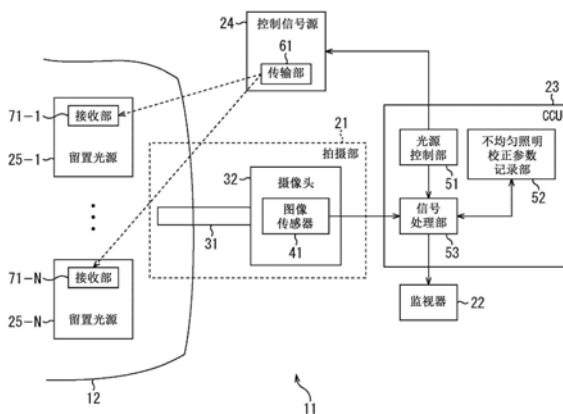 24
控制信号源
61
传输部
23
CCU
71-1
接收部
25-1
留置光源
21
拍摄部
32
摄像头
图像
传感器
41
31
光源
控制部
51
不均匀照明
校正参数
记录部
52
信号
处理部
53
71-N
接收部
25-N
留置光源
监视器
22
12
11